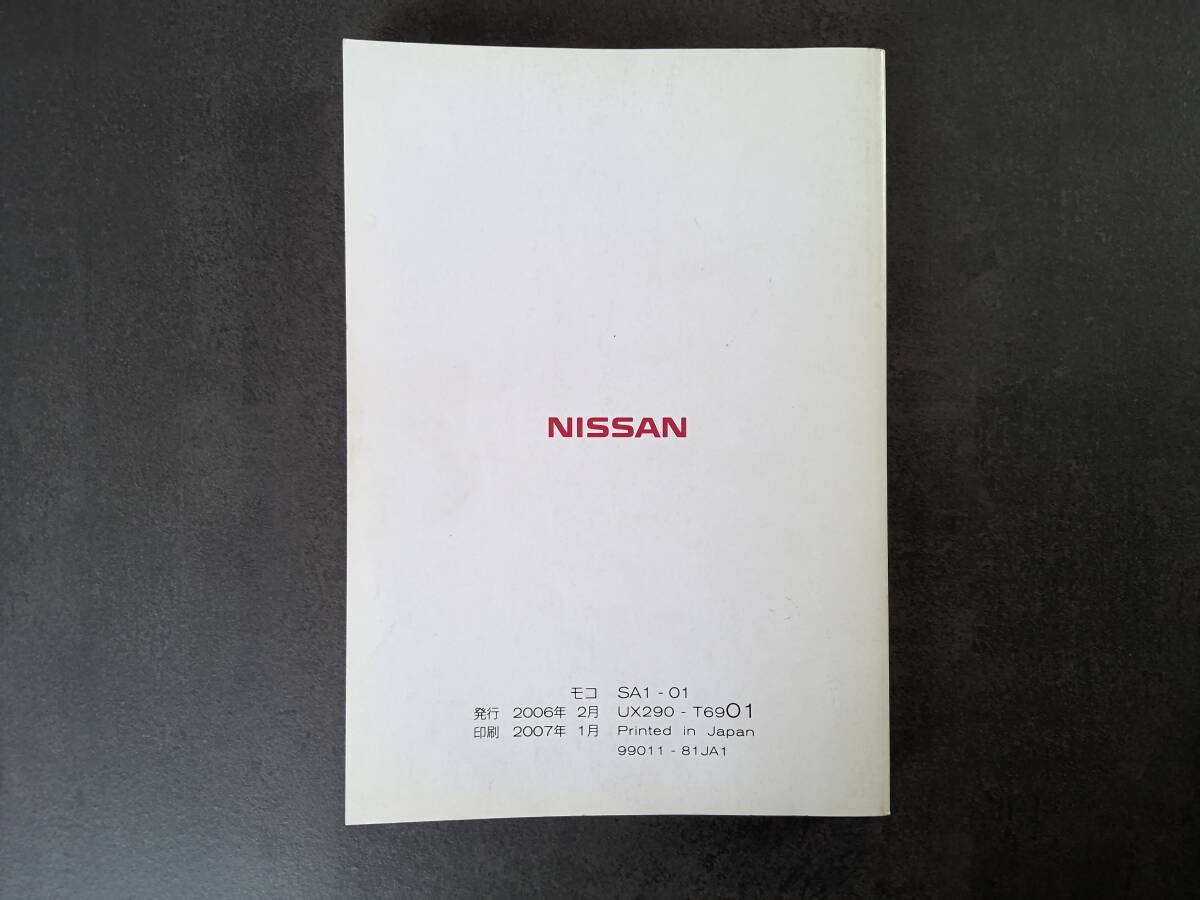 NISSAN
モコ SA1 - 01
発行 2006年 2月 UX290 - T6901
印刷 2007年 1月 Printed in Japan
99011 - 81JA1